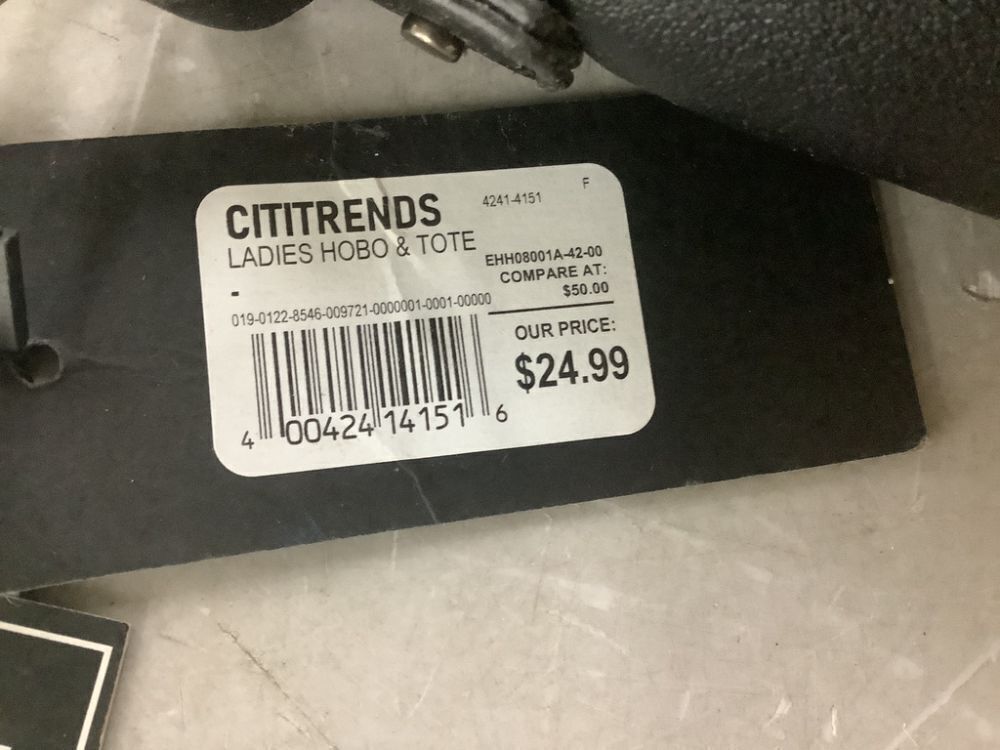 CITITRENDS
4241-4151
F
LADIES HOBO & TOTE
EHH08001A-42-00
COMPARE AT:
$50.00
-
019-0122-8546-009721-0000001-0001-00000
OUR PRICE:
$24.99
4 00424 14151 6